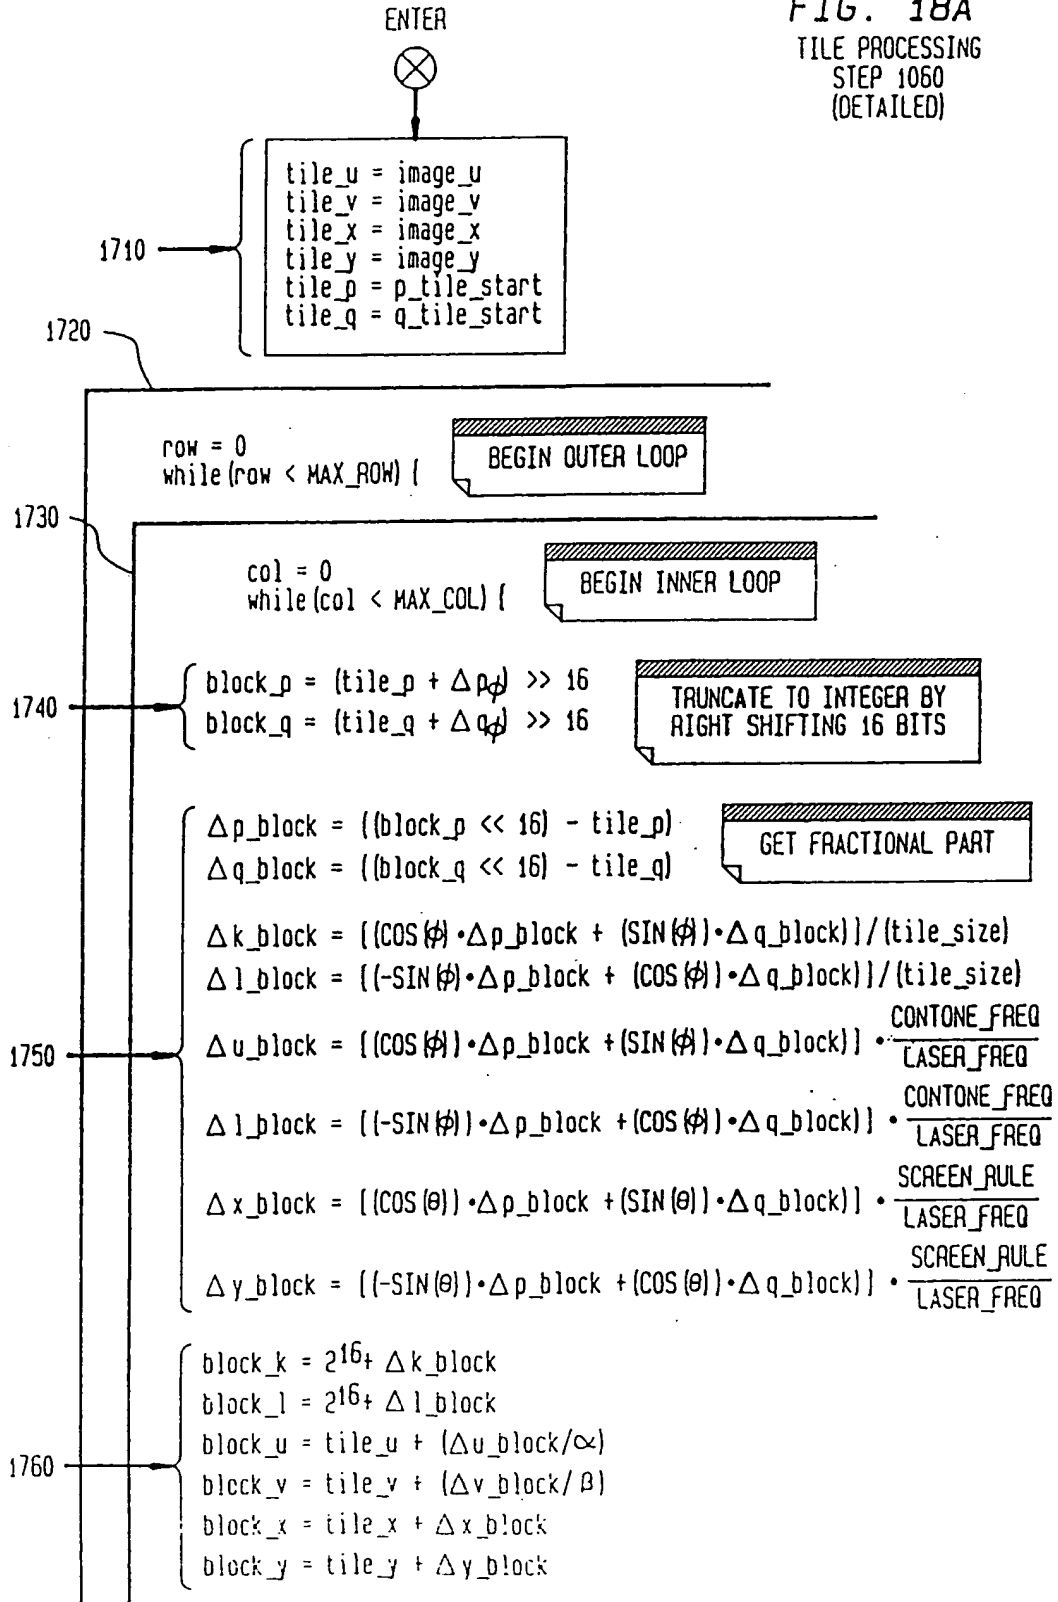 ENTER
FIG. 18A
TILE PROCESSING
STEP 1060
(DETAILED)
1710
tile_u = image_u
tile_v = image_v
tile_x = image_x
tile_y = image_y
tile_p = p_tile_start
tile_q = q_tile_start
1720
row = 0
while(row < MAX_ROW) {
BEGIN OUTER LOOP
1730
col = 0
while(col < MAX_COL) {
BEGIN INNER LOOP
1740
block_p = (tile_p + Δpϕ) >> 16
block_q = (tile_q + Δqϕ) >> 16
TRUNCATE TO INTEGER BY
RIGHT SHIFTING 16 BITS
1750
Δp_block = ((block_p << 16) - tile_p)
Δq_block = ((block_q << 16) - tile_q)
GET FRACTIONAL PART
Δk_block = [(COS(ϕ)•Δp_block + (SIN(ϕ))•Δq_block)]/(tile_size)
Δl_block = [(-SIN(ϕ)•Δp_block + (COS(ϕ))•Δq_block)]/(tile_size)
Δu_block = [(COS(ϕ))•Δp_block +(SIN(ϕ))•Δq_block)] • CONTONE_FREQ/LASER_FREQ
Δl_block = [(-SIN(ϕ))•Δp_block +(COS(ϕ))•Δq_block)] • CONTONE_FREQ/LASER_FREQ
Δx_block = [(COS(θ))•Δp_block +(SIN(θ))•Δq_block)] • SCREEN_RULE/LASER_FREQ
Δy_block = [(-SIN(θ))•Δp_block +(COS(θ))•Δq_block)] • SCREEN_RULE/LASER_FREQ
1760
block_k = 2^16 + Δk_block
block_l = 2^16 + Δl_block
block_u = tile_u + (Δu_block/α)
block_v = tile_v + (Δv_block/β)
block_x = tile_x + Δx_block
block_y = tile_y + Δy_block